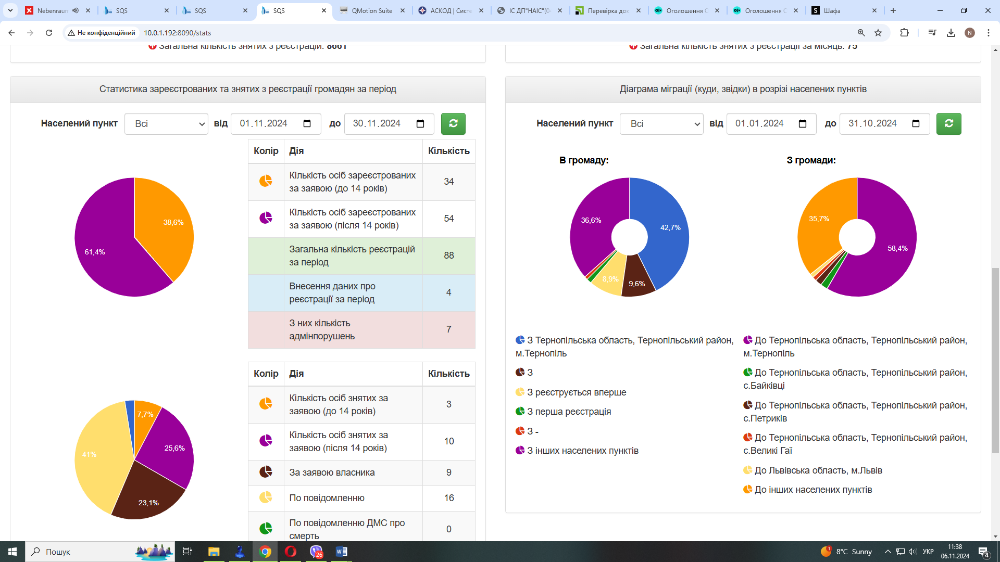 Nebenraum
SQS
SQS
SQS
QMotion Suite
АСКОД | Систе
ІС ДП"НАІС"(0-
Перевірка док
Оголошення С
Оголошення С
Шафа
Не конфіденційний
10.0.1.192:8090/stats
N
Загальна кількість знятих з реєстрації: 8661
Загальна кількість знятих з реєстрації за місяць: 75
Статистика зареєстрованих та знятих з реєстрації громадян за період
Населений пункт Всі від 01.11.2024 до 30.11.2024
Колір Дія Кількість
Кількість осіб зареєстрованих
за заявою (до 14 років)
34
Кількість осіб зареєстрованих
за заявою (після 14 років)
54
Загальна кількість реєстрацій
за період
88
Внесення даних про
реєстрації за період
4
З них кількість
адмінпорушень
7
38,6%
61,4%
Колір Дія Кількість
Кількість осіб знятих за
заявою (до 14 років)
3
Кількість осіб знятих за
заявою (після 14 років)
10
За заявою власника 9
По повідомленню 16
По повідомленню ДМС про
смерть
0
7,7%
25,6%
41%
23,1%
Діаграма міграції (куди, звідки) в розрізі населених пунктів
Населений пункт Всі від 01.01.2024 до 31.10.2024
В громаду:
36,6%
42,7%
8,9%
9,6%
З Тернопільська область, Тернопільський район,
м.Тернопіль
З
З реєструється вперше
З перша реєстрація
З -
З інших населених пунктів
З громади:
35,7%
58,4%
До Тернопільська область, Тернопільський район,
м.Тернопіль
До Тернопільська область, Тернопільський район,
с.Байківці
До Тернопільська область, Тернопільський район,
с.Петриків
До Тернопільська область, Тернопільський район,
с.Великі Гаї
До Львівська область, м.Львів
До інших населених пунктів
Пошук
26
1
8°C Sunny
УКР
11:38
06.11.2024
4